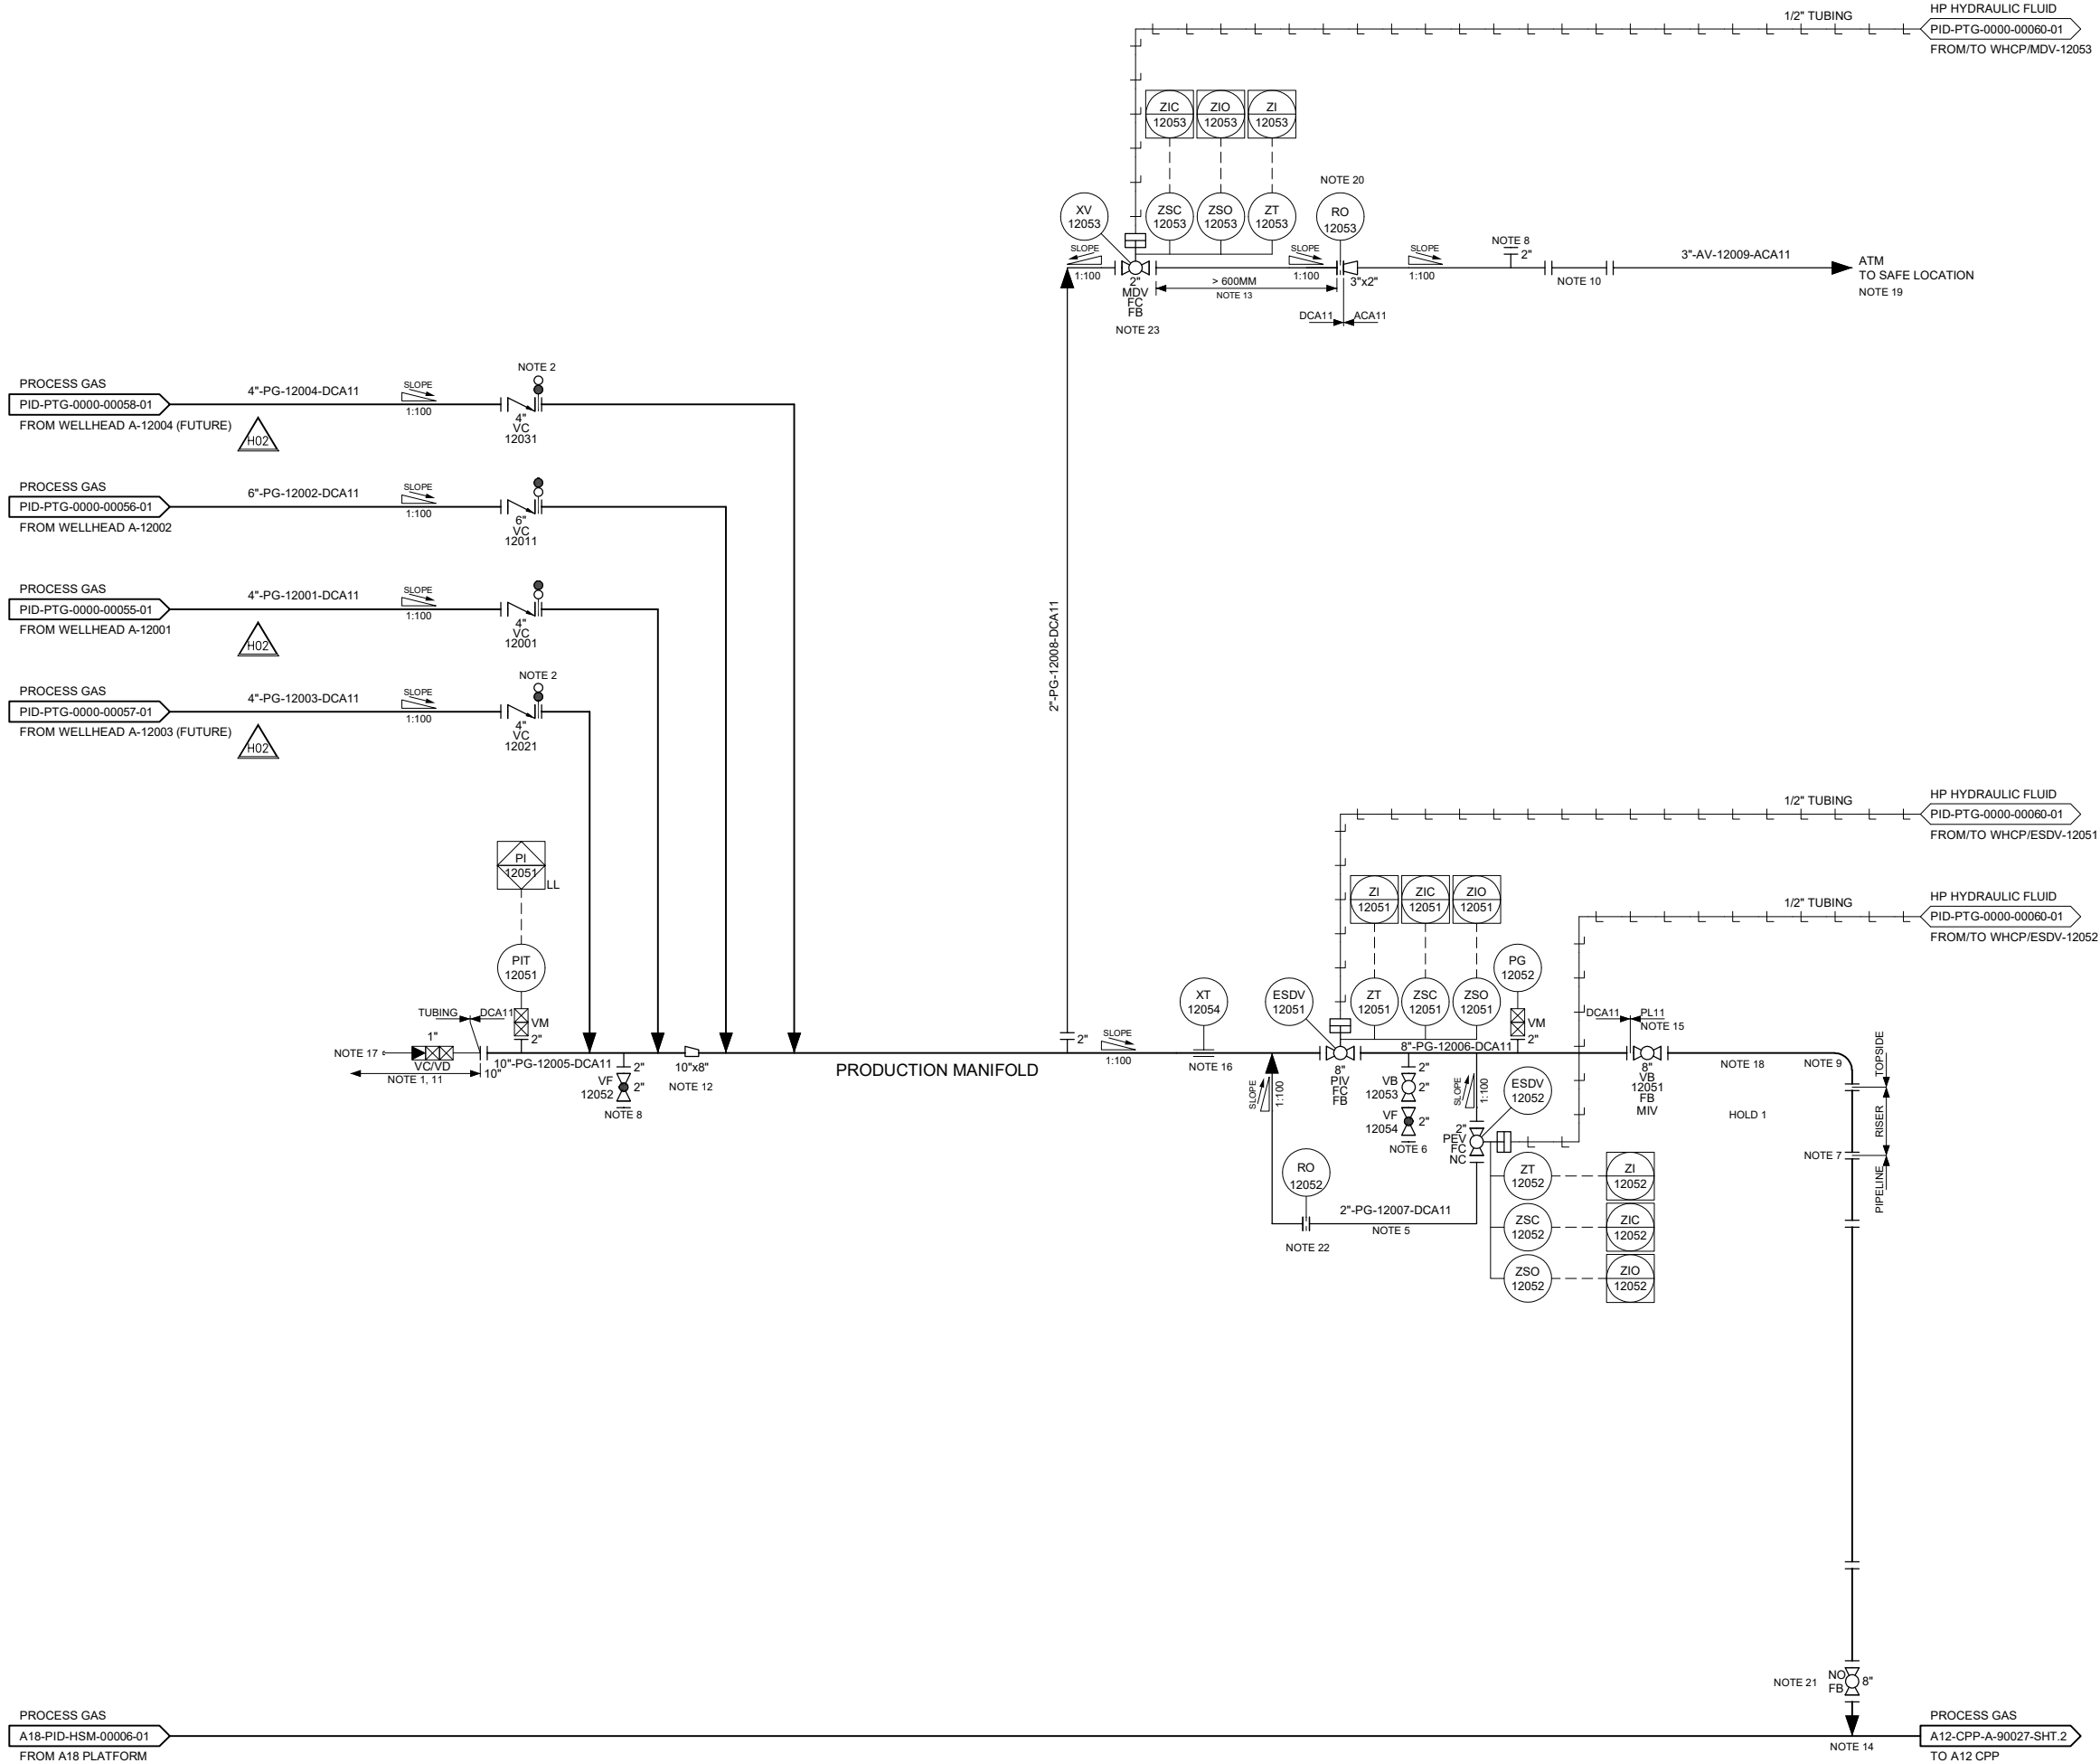 1/2" TUBING
HP HYDRAULIC FLUID
PID-PTG-0000-00060-01
FROM/TO WHCP/MDV-12053
ZIC
12053
ZIO
12053
ZI
12053
NOTE 20
XV
12053
ZSC
12053
ZSO
12053
ZT
12053
RO
12053
SLOPE
1:100
2"
MDV
FC
FB
NOTE 23
> 600MM
NOTE 13
SLOPE
1:100
3"x2"
DCA11
ACA11
SLOPE
1:100
NOTE 8
2"
NOTE 10
3"-AV-12009-ACA11
ATM
TO SAFE LOCATION
NOTE 19
PROCESS GAS
PID-PTG-0000-00058-01
FROM WELLHEAD A-12004 (FUTURE)
H02
4"-PG-12004-DCA11
SLOPE
1:100
NOTE 2
4"
VC
12031
PROCESS GAS
PID-PTG-0000-00056-01
FROM WELLHEAD A-12002
6"-PG-12002-DCA11
SLOPE
1:100
6"
VC
12011
PROCESS GAS
PID-PTG-0000-00055-01
FROM WELLHEAD A-12001
H02
4"-PG-12001-DCA11
SLOPE
1:100
4"
VC
12001
PROCESS GAS
PID-PTG-0000-00057-01
FROM WELLHEAD A-12003 (FUTURE)
H02
4"-PG-12003-DCA11
SLOPE
1:100
NOTE 2
4"
VC
12021
2"-PG-12008-DCA11
1/2" TUBING
HP HYDRAULIC FLUID
PID-PTG-0000-00060-01
FROM/TO WHCP/ESDV-12051
1/2" TUBING
HP HYDRAULIC FLUID
PID-PTG-0000-00060-01
FROM/TO WHCP/ESDV-12052
PI
12051
LL
PIT
12051
VM
2"
TUBING
DCA11
NOTE 17
1"
VC/VD
NOTE 1, 11
10"
10"-PG-12005-DCA11
VF
12052
2"
2"
NOTE 8
10"x8"
NOTE 12
PRODUCTION MANIFOLD
2"
SLOPE
1:100
XT
12054
NOTE 16
ESDV
12051
ZI
12051
ZIC
12051
ZIO
12051
ZT
12051
ZSC
12051
ZSO
12051
PG
12052
VM
2"
8"
PIV
FC
FB
8"-PG-12006-DCA11
2"
VB
12053
2"
VF
12054
2"
NOTE 6
SLOPE
1:100
SLOPE
1:100
ESDV
12052
2"
PEV
FC
NC
RO
12052
NOTE 22
2"-PG-12007-DCA11
NOTE 5
ZT
12052
ZI
12052
ZSC
12052
ZIC
12052
ZSO
12052
ZIO
12052
DCA11
PL11
NOTE 15
8"
VB
12051
FB
MIV
NOTE 18
NOTE 9
HOLD 1
TOPSIDE
RISER
NOTE 7
PIPELINE
NOTE 21
NO
FB
8"
PROCESS GAS
A18-PID-HSM-00006-01
FROM A18 PLATFORM
NOTE 14
PROCESS GAS
A12-CPP-A-90027-SHT.2
TO A12 CPP